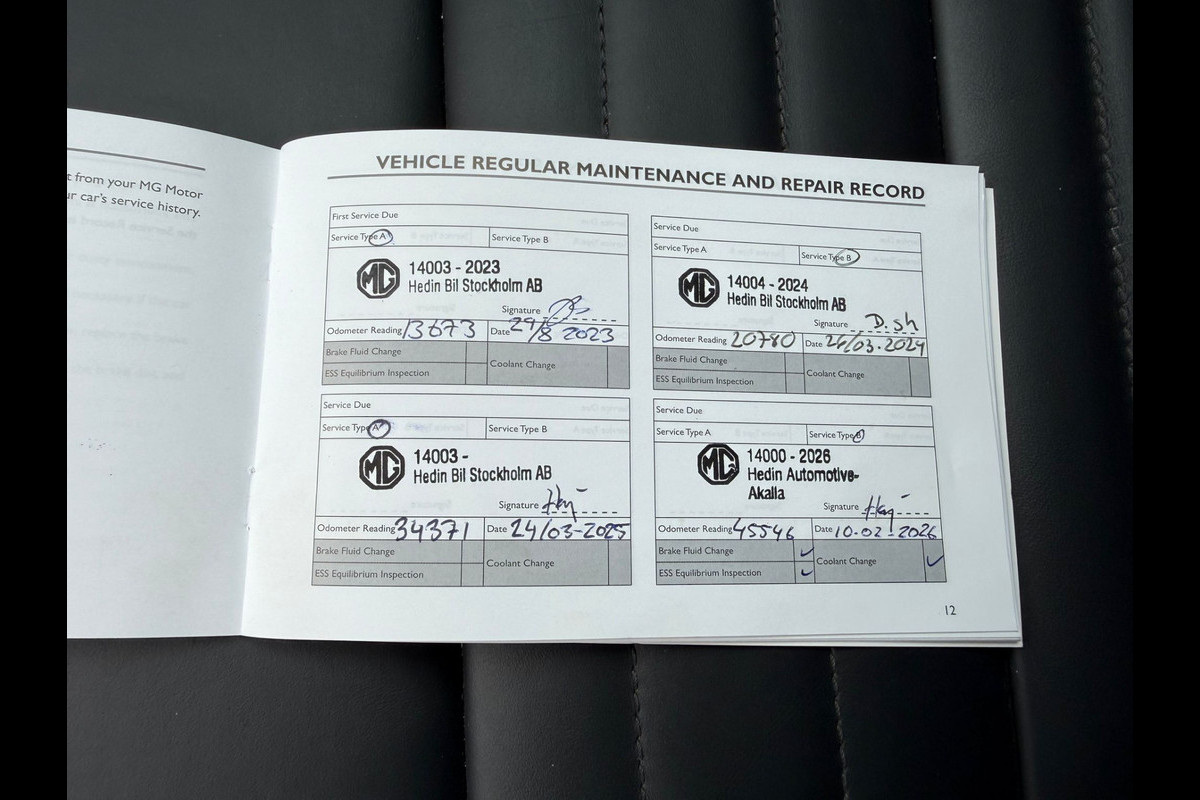 t from your MG Motor
ur car's service history.
VEHICLE REGULAR MAINTENANCE AND REPAIR RECORD
First Service Due
Service Type A
Service Type B
MG
14003 - 2023
Hedin Bil Stockholm AB
Signature
Odometer Reading 13673
Date 29/8 2023
Brake Fluid Change
ESS Equilibrium Inspection
Coolant Change
Service Due
Service Type A
Service Type B
MG
14004 - 2024
Hedin Bil Stockholm AB
Signature D.sh
Odometer Reading 20780
Date 26/03.2024
Brake Fluid Change
ESS Equilibrium Inspection
Coolant Change
Service Due
Service Type A
Service Type B
MG
14003 -
Hedin Bil Stockholm AB
Signature
Odometer Reading 34371
Date 24/03-2025
Brake Fluid Change
ESS Equilibrium Inspection
Coolant Change
Service Due
Service Type A
Service Type B
MG
14000 - 2026
Hedin Automotive-
Akalla
Signature
Odometer Reading 45546
Date 10-02-2026
Brake Fluid Change ✓
ESS Equilibrium Inspection ✓
Coolant Change ✓
12